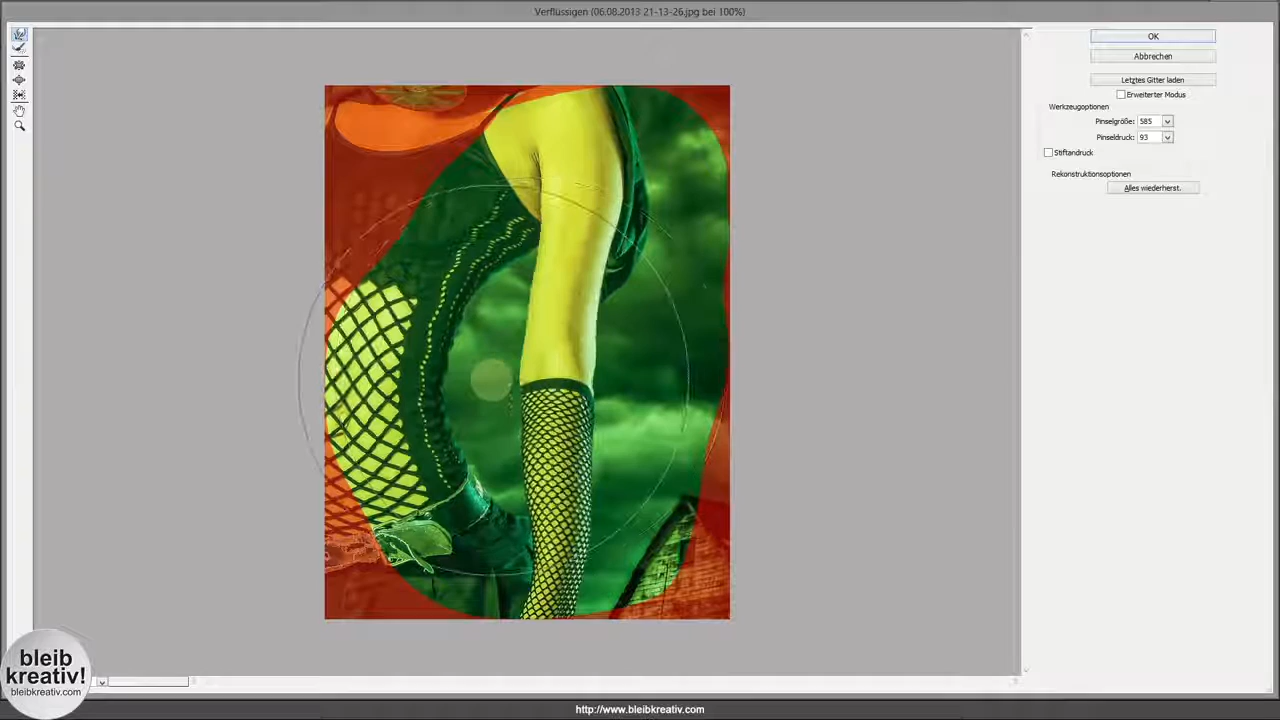 Verflüssigen (06.08.2013 21-13-26.jpg bei 100%)
OK
Abbrechen
Letztes Gitter laden
Erweiterter Modus
Werkzeugoptionen
Pinselgröße: 585
Pinseldruck: 93
Stiftandruck
Rekonstruktionsoptionen
Alles wiederherst.
bleib
kreativ!
bleibkreativ.com
http://www.bleibkreativ.com